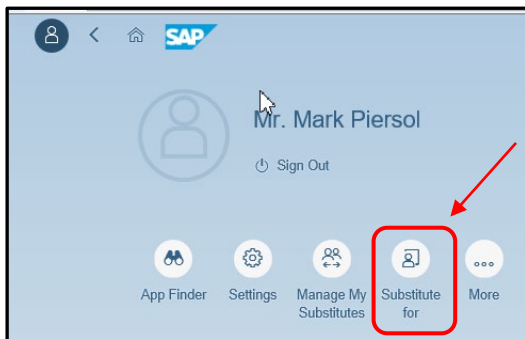 SAP
Mr. Mark Piersol
Sign Out
App Finder
Settings
Manage My
Substitutes
Substitute
for
More